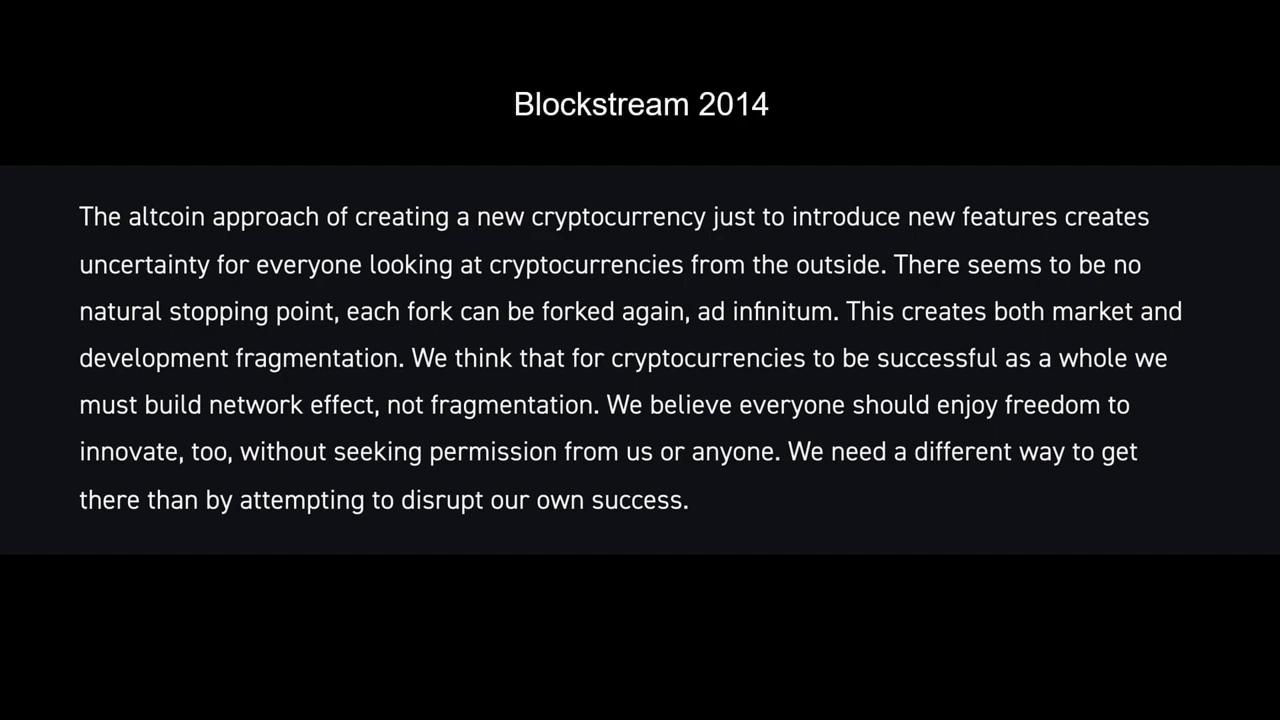 Blockstream 2014
The altcoin approach of creating a new cryptocurrency just to introduce new features creates
uncertainty for everyone looking at cryptocurrencies from the outside. There seems to be no
natural stopping point, each fork can be forked again, ad infinitum. This creates both market and
development fragmentation. We think that for cryptocurrencies to be successful as a whole we
must build network effect, not fragmentation. We believe everyone should enjoy freedom to
innovate, too, without seeking permission from us or anyone. We need a different way to get
there than by attempting to disrupt our own success.